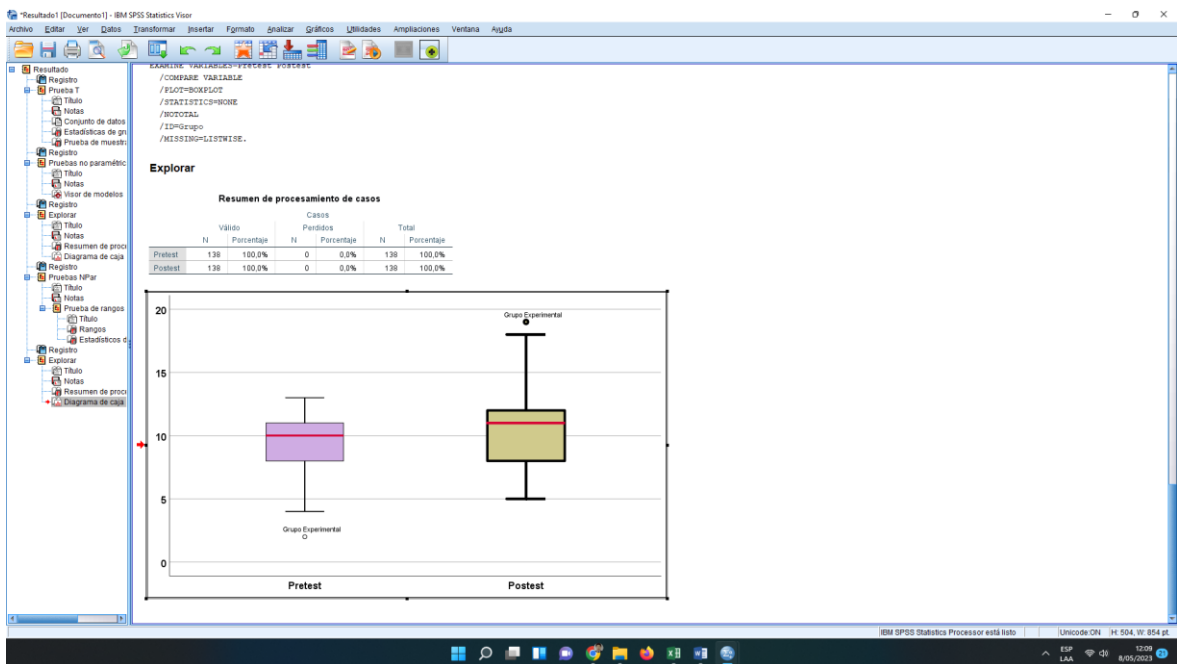 *Resultado1 [Documento1] - IBM SPSS Statistics Visor
Archivo Editar Ver Datos Transformar Insertar Formato Analizar Gráficos Utilidades Ampliaciones Ventana Ayuda
Resultado
Registro
Prueba T
Título
Notas
Conjunto de datos
Estadísticas de gru
Prueba de muestra
Registro
Pruebas no paramétric
Título
Notas
Visor de modelos
Registro
Explorar
Título
Notas
Resumen de proce
Diagrama de caja
Registro
Pruebas NPar
Título
Notas
Prueba de rangos
Título
Rangos
Estadísticos d
Registro
Explorar
Título
Notas
Resumen de proce
Diagrama de caja
EXAMINE VARIABLES=Pretest Postest
/COMPARE VARIABLE
/PLOT=BOXPLOT
/STATISTICS=NONE
/NOTOTAL
/ID=Grupo
/MISSING=LISTWISE.
Explorar
Resumen de procesamiento de casos
Casos
Válido Perdidos Total
N Porcentaje N Porcentaje N Porcentaje
Pretest 138 100,0% 0 0,0% 138 100,0%
Postest 138 100,0% 0 0,0% 138 100,0%
20
Grupo Experimental
15
10
5
Grupo Experimental
0
Pretest Postest
IBM SPSS Statistics Processor está listo Unicode:ON H: 504, W: 854 pt.
ESP
LAA
12:09
8/05/2023